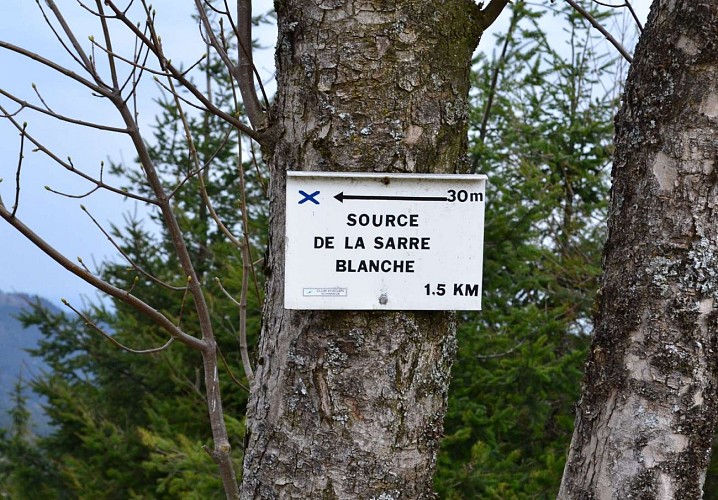 30m
SOURCE
DE LA SARRE
BLANCHE
1.5 KM